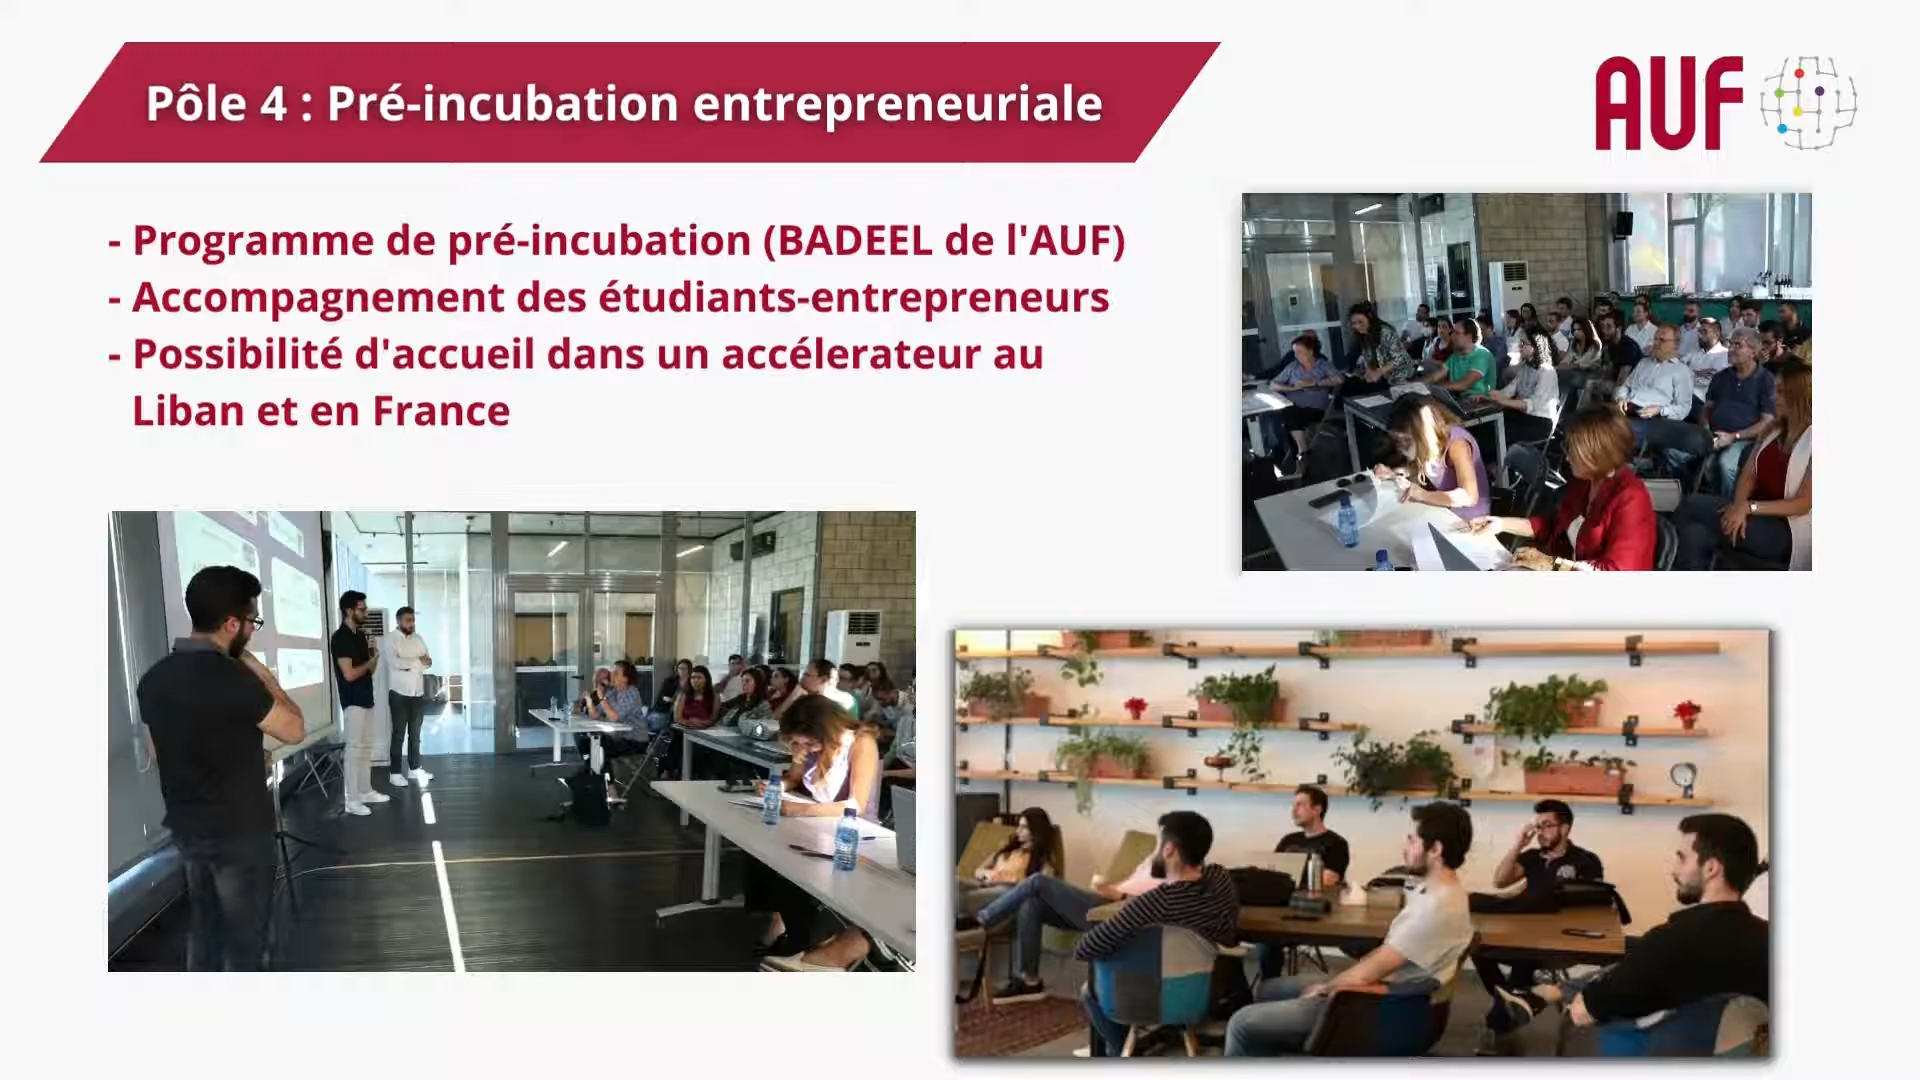 Pôle 4 : Pré-incubation entrepreneuriale
AUF
- Programme de pré-incubation (BADEEL de l'AUF)
- Accompagnement des étudiants-entrepreneurs
- Possibilité d'accueil dans un accélerateur au
Liban et en France